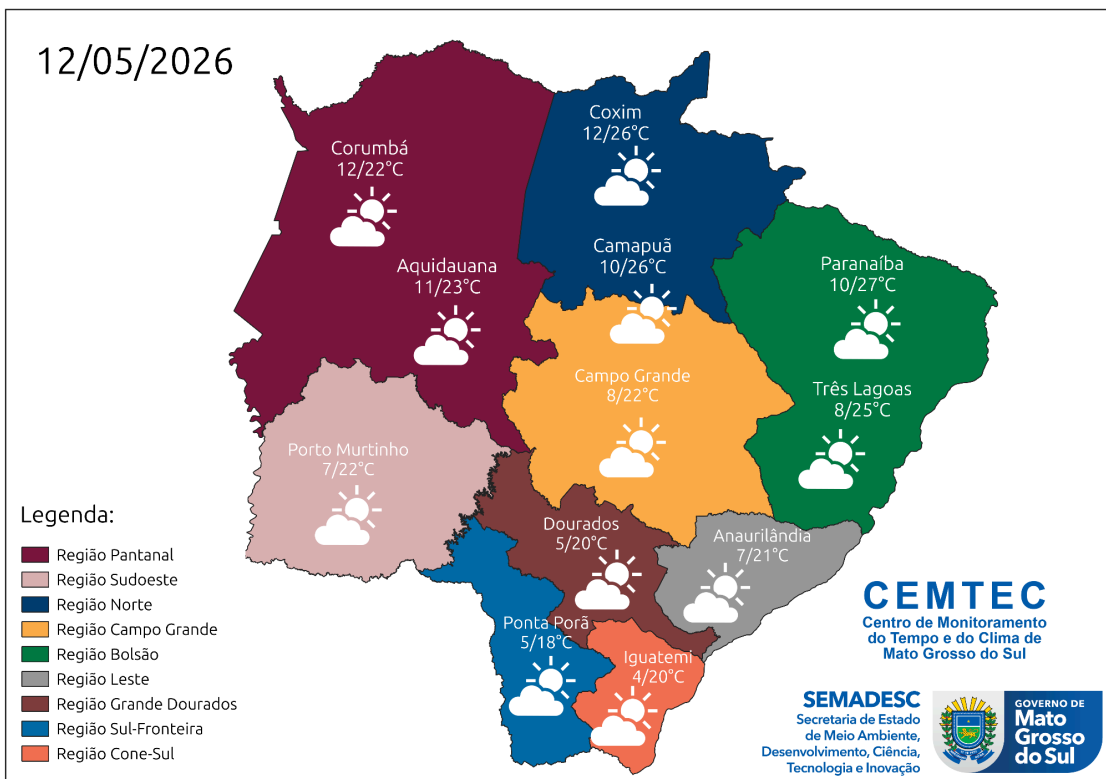 12/05/2026
Coxim
12/26°C
Corumbá
12/22°C
Camapuã
10/26°C
Aquidauana
11/23°C
Paranaíba
10/27°C
Campo Grande
8/22°C
Três Lagoas
8/25°C
Porto Murtinho
7/22°C
Dourados
5/20°C
Anaurilândia
7/21°C
Ponta Porã
5/18°C
Iguatemi
4/20°C
Legenda:
Região Pantanal
Região Sudoeste
Região Norte
Região Campo Grande
Região Bolsão
Região Leste
Região Grande Dourados
Região Sul-Fronteira
Região Cone-Sul
CEMTEC
Centro de Monitoramento
do Tempo e do Clima de
Mato Grosso do Sul
SEMADESC
Secretaria de Estado
de Meio Ambiente,
Desenvolvimento, Ciência,
Tecnologia e Inovação
GOVERNO DE
Mato
Grosso
do Sul